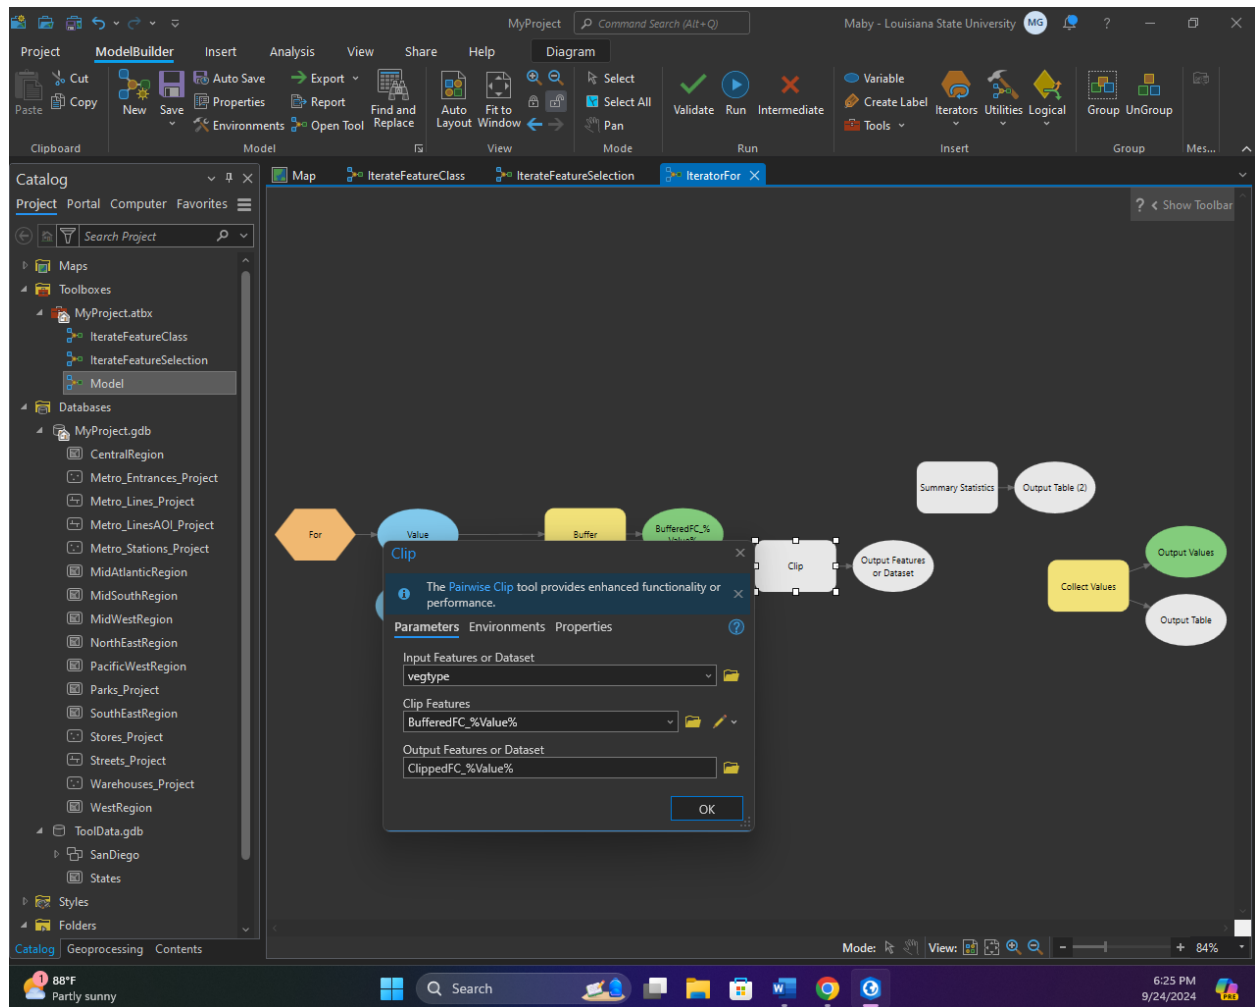 MyProject
Command Search (Alt+Q)
Maby - Louisiana State University
MG
?
Project
ModelBuilder
Insert
Analysis
View
Share
Help
Diagram
Paste
Cut
Copy
Clipboard
New
Save
Auto Save
Properties
Environments
Export
Report
Open Tool
Find and
Replace
Model
Auto
Layout
Fit to
Window
View
Select
Select All
Pan
Mode
Validate
Run
Intermediate
Run
Variable
Create Label
Tools
Iterators
Utilities
Logical
Insert
Group
UnGroup
Group
Mes...
Catalog
Project
Portal
Computer
Favorites
Search Project
Maps
Toolboxes
MyProject.atbx
IterateFeatureClass
IterateFeatureSelection
Model
Databases
MyProject.gdb
CentralRegion
Metro_Entrances_Project
Metro_Lines_Project
Metro_LinesAOI_Project
Metro_Stations_Project
MidAtlanticRegion
MidSouthRegion
MidWestRegion
NorthEastRegion
PacificWestRegion
Parks_Project
SouthEastRegion
Stores_Project
Streets_Project
Warehouses_Project
WestRegion
ToolData.gdb
SanDiego
States
Styles
Folders
Catalog
Geoprocessing
Contents
Map
IterateFeatureClass
IterateFeatureSelection
IteratorFor
? < Show Toolbar
For
Value
Buffer
BufferedFC_%
Value%
Clip
Output Features
or Dataset
Summary Statistics
Output Table (2)
Collect Values
Output Values
Output Table
Clip
The Pairwise Clip tool provides enhanced functionality or
performance.
Parameters
Environments
Properties
?
Input Features or Dataset
vegtype
Clip Features
BufferedFC_%Value%
Output Features or Dataset
ClippedFC_%Value%
OK
Mode:
View:
84%
1
88°F
Partly sunny
Search
6:25 PM
9/24/2024
PRE